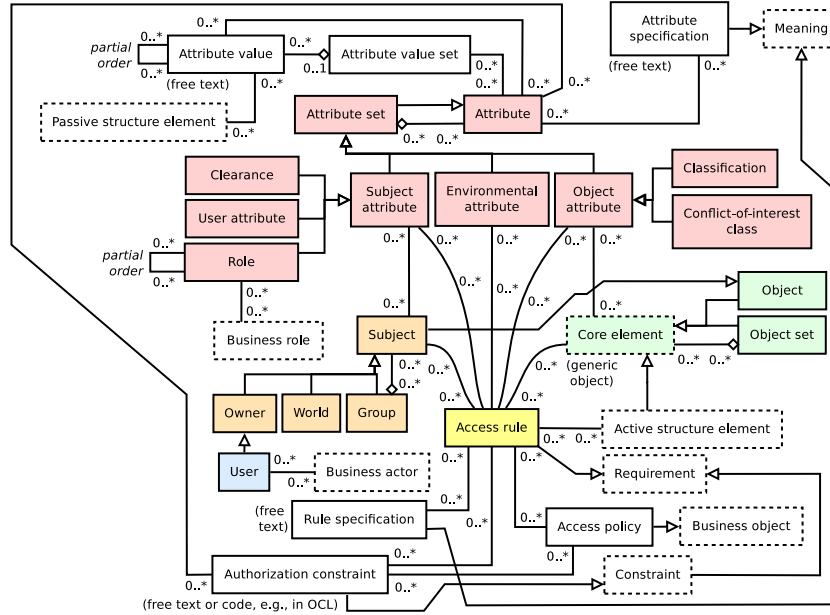 0..*
0..*
partial
order
0..*
Attribute value
0..*
0..*
0..1
Attribute value set
0..*
0..*
0..*
0..*
(free text)
0..*
Attribute
specification
(free text)
0..*
Meaning
Passive structure element
0..*
Attribute set
0..*
0..*
Attribute
0..*
Clearance
User attribute
Role
0..*
partial
order
0..*
Subject
attribute
Environmental
attribute
Object
attribute
Classification
Conflict-of-interest
class
0..*
0..*
0..*
0..*
0..*
0..*
0..*
0..*
0..*
Business role
Subject
0..*
Core element
(generic
object)
Object
Object set
0..*
0..*
0..*
0..*
0..*
0..*
0..*
0..*
Owner
World
Group
Access rule
0..*
0..*
Active structure element
User
0..*
0..*
Business actor
0..*
0..*
Requirement
(free
text)
Rule specification
0..*
0..*
0..*
Access policy
0..*
Business object
0..*
Authorization constraint
0..*
0..*
Constraint
(free text or code, e.g., in OCL)